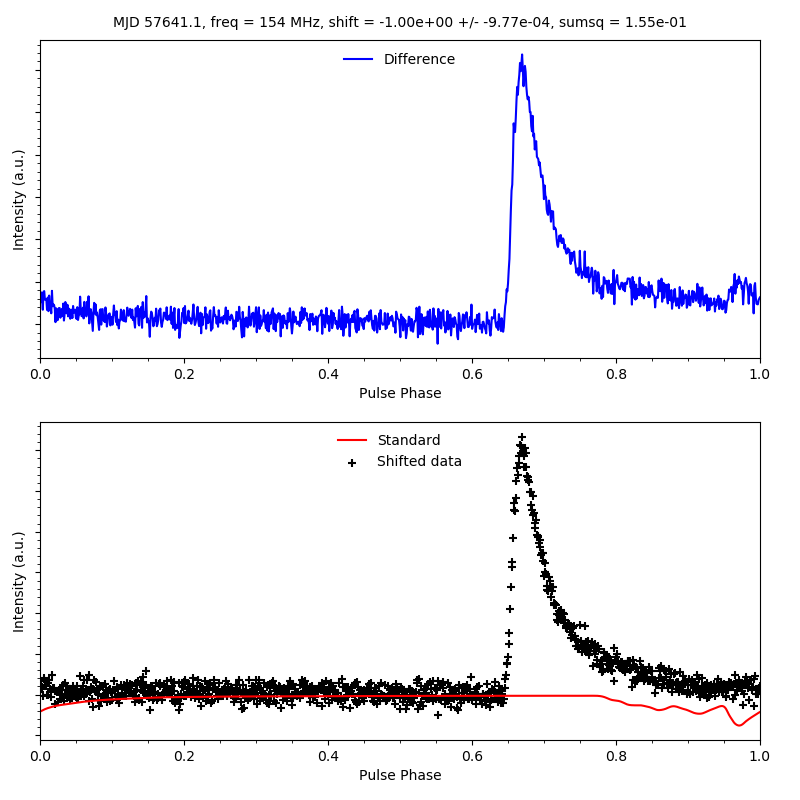 MJD 57641.1, freq = 154 MHz, shift = -1.00e+00 +/- -9.77e-04, sumsq = 1.55e-01
Difference
Intensity (a.u.)
0.0 0.2 0.4 0.6 0.8 1.0
Pulse Phase
Standard
Shifted data
Intensity (a.u.)
0.0 0.2 0.4 0.6 0.8 1.0
Pulse Phase